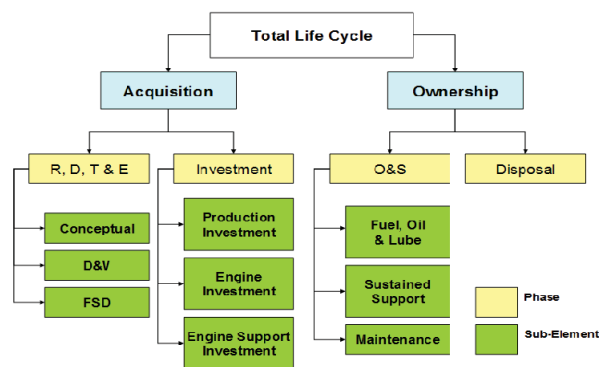 Total Life Cycle
Acquisition
Ownership
R, D, T & E
Investment
O&S
Disposal
Conceptual
D&V
FSD
Production
Investment
Engine
Investment
Engine Support
Investment
Fuel, Oil
& Lube
Sustained
Support
Maintenance
Phase
Sub-Element